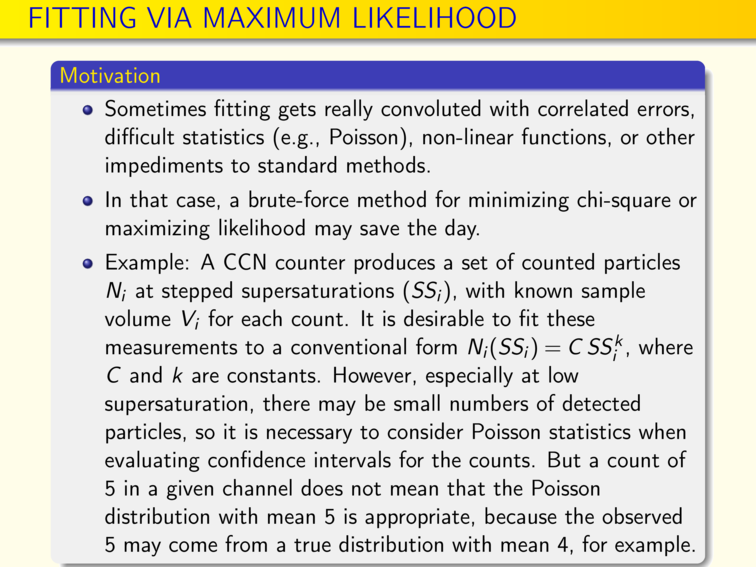 FITTING VIA MAXIMUM LIKELIHOOD
Motivation
Sometimes fitting gets really convoluted with correlated errors,
difficult statistics (e.g., Poisson), non-linear functions, or other
impediments to standard methods.
In that case, a brute-force method for minimizing chi-square or
maximizing likelihood may save the day.
Example: A CCN counter produces a set of counted particles
N_i at stepped supersaturations (SS_i), with known sample
volume V_i for each count. It is desirable to fit these
measurements to a conventional form N_i(SS_i) = C SS_i^k, where
C and k are constants. However, especially at low
supersaturation, there may be small numbers of detected
particles, so it is necessary to consider Poisson statistics when
evaluating confidence intervals for the counts. But a count of
5 in a given channel does not mean that the Poisson
distribution with mean 5 is appropriate, because the observed
5 may come from a true distribution with mean 4, for example.